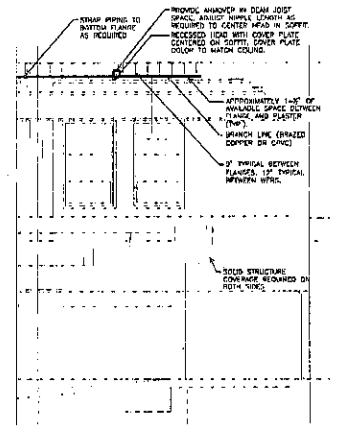 STRAP PIPING TO
BOTTOM FLANGE
AS REQUIRED
PROVIDE ARMOVER IN BEAM JOIST
SPACE, ADJUST NIPPLE LENGTH AS
REQUIRED TO CENTER HEAD IN SOFFIT.
RECESSED HEAD WITH COVER PLATE
CENTERED ON SOFFIT, COVER PLATE
COLOR TO MATCH CEILING.
APPROXIMATELY
AVAILABLE SPACE BETWEEN
FLANGE AND PLASTER
(TYP.)
BRANCH LINE (BRAZED
COPPER OR CPVC)
9" TYPICAL BETWEEN
FLANGES, 12" TYPICAL
BETWEEN WEBS.
SOLID STRUCTURE
COVERAGE REQUIRED ON
BOTH SIDES